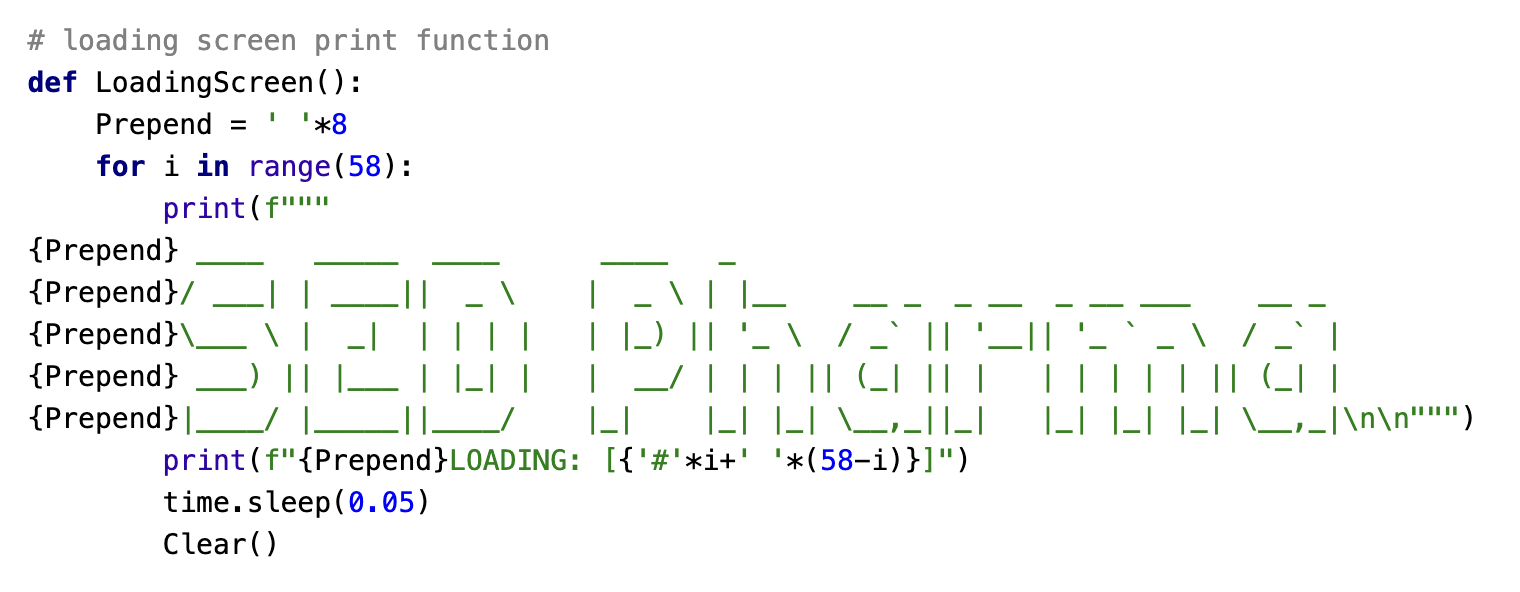 # loading screen print function
def LoadingScreen():
    Prepend = ' '*8
    for i in range(58):
        print(f"""
{Prepend} ____   _____  ____      ____   _
{Prepend}/ ___| | ____||  _ \    |  _ \ | |__    __ _  _ __  _ __ ___    __ _
{Prepend}\___ \ |  _|  | | | |   | |_) || '_ \  / _` || '__|| '_ ` _ \  / _` |
{Prepend} ___) || |___ | |_| |   |  __/ | | | || (_| || |   | | | | | || (_| |
{Prepend}|____/ |_____||____/    |_|    |_| |_| \__,_||_|   |_| |_| |_| \__,_|\n\n""")
        print(f"{Prepend}LOADING: [{'#'*i+' '*(58-i)}]")
        time.sleep(0.05)
        Clear()